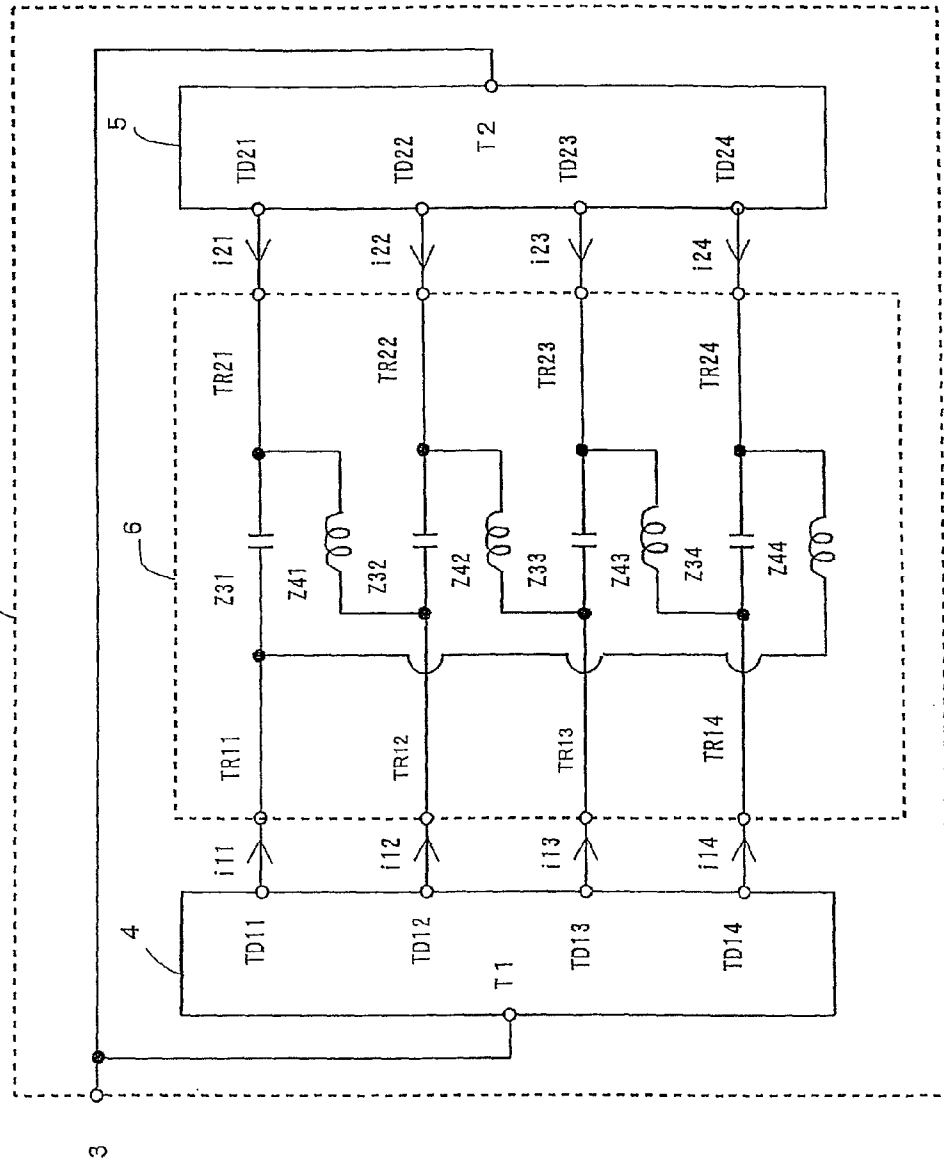 5
TD21
TD22
T2
TD23
TD24
i21
i22
i23
i24
6
TR21
TR22
TR23
TR24
Z31
Z41
Z32
Z42
Z33
Z43
Z34
Z44
TR11
TR12
TR13
TR14
i11
i12
i13
i14
4
TD11
TD12
T1
TD13
TD14
3